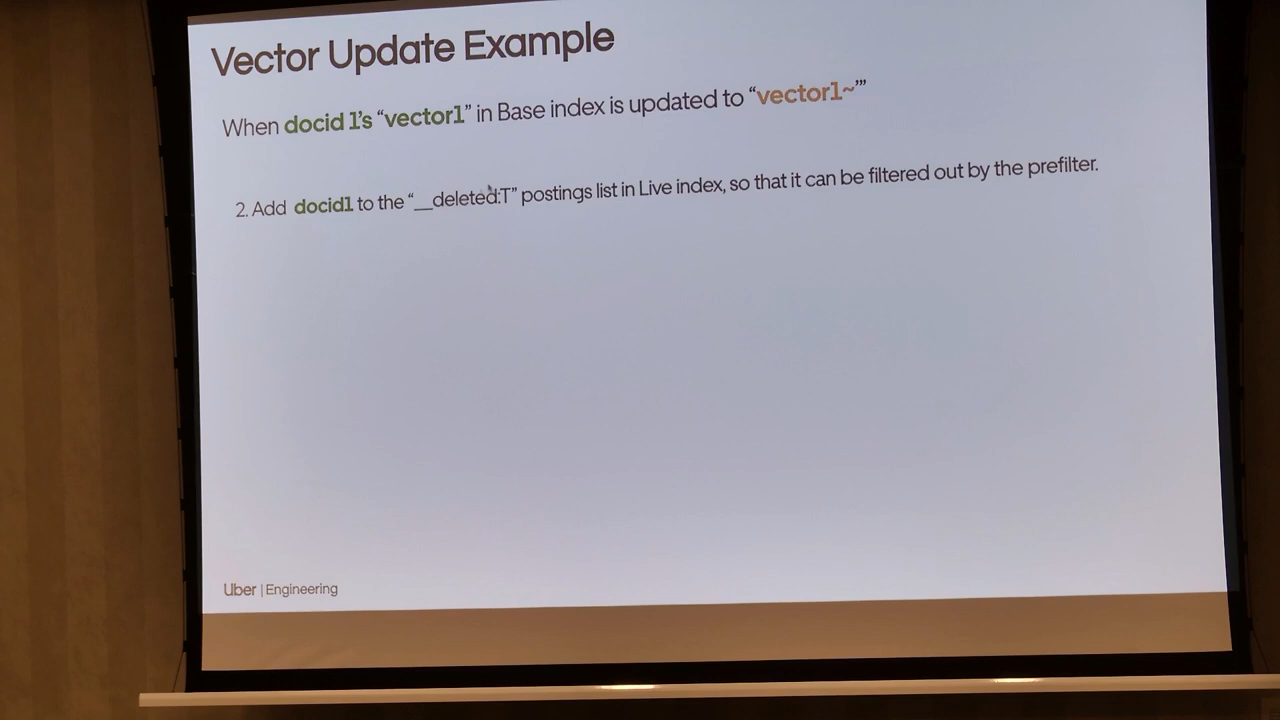 Vector Update Example
When docid 1's “vector1” in Base index is updated to “vector1~”’
2. Add docid1 to the “__deleted:T” postings list in Live index, so that it can be filtered out by the prefilter.
Uber | Engineering